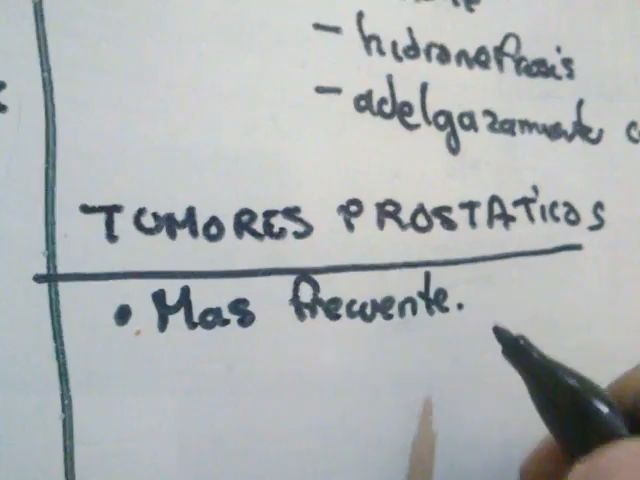 - hidronefrosis
- adelgazamiento
TUMORES PROSTATICOS
• Mas frecuente.